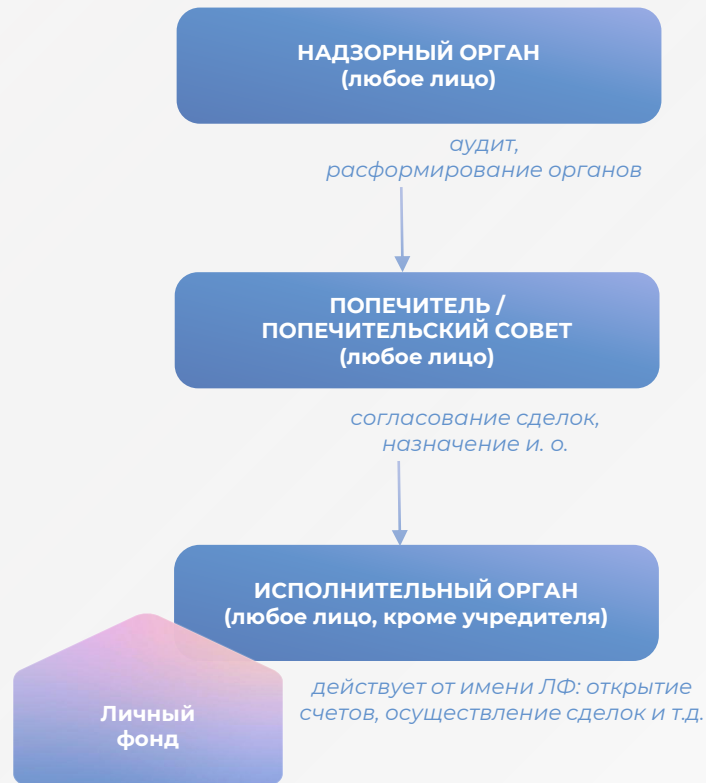 НАДЗОРНЫЙ ОРГАН
(любое лицо)
аудит,
расформирование органов
ПОПЕЧИТЕЛЬ /
ПОПЕЧИТЕЛЬСКИЙ СОВЕТ
(любое лицо)
согласование сделок,
назначение и. о.
ИСПОЛНИТЕЛЬНЫЙ ОРГАН
(любое лицо, кроме учредителя)
действует от имени ЛФ: открытие
счетов, осуществление сделок и т.д.
Личный
фонд